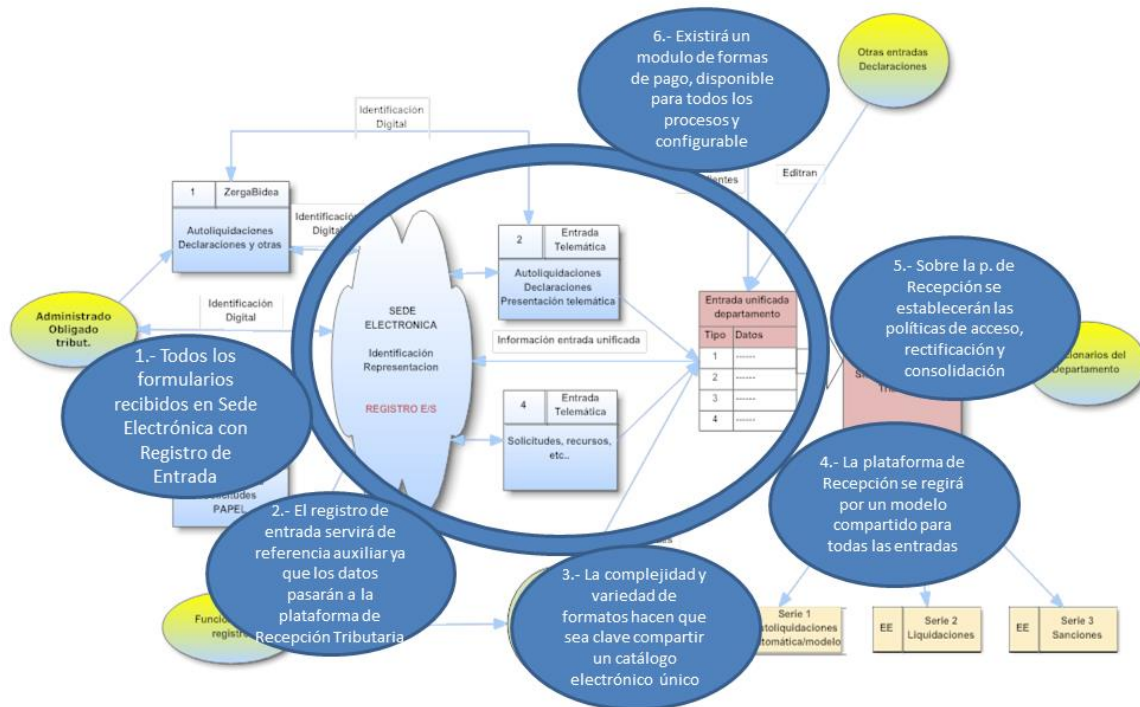 6.- Existirá un
modulo de formas
de pago, disponible
para todos los
procesos y
configurable
Otras entradas
Declaraciones
Identificación
Digital
Editran
1 ZergaBidea
Autoliquidaciones
Declaraciones y otras
Identificación
Digital
2 Entrada
Telemática
Autoliquidaciones
Declaraciones
Presentación telemática
5.- Sobre la p. de
Recepción se
establecerán las
políticas de acceso,
rectificación y
consolidación
Administrado
Obligado
tribut.
Identificación
Digital
SEDE
ELECTRONICA
Identificación
Representacion
REGISTRO E/S
Información entrada unificada
Entrada unificada
departamento
Tipo Datos
1 ------
2 ------
3 ------
4 ------
Departamento
1.- Todos los
formularios
recibidos en Sede
Electrónica con
Registro de
Entrada
4 Entrada
Telemática
Solicitudes, recursos,
etc..
4.- La plataforma de
Recepción se regirá
por un modelo
compartido para
todas las entradas
PAPEL
2.- El registro de
entrada servirá de
referencia auxiliar ya
que los datos
pasarán a la
plataforma de
Recepción Tributaria
3.- La complejidad y
variedad de
formatos hacen que
sea clave compartir
un catálogo
electrónico único
registro
Serie 1
EE Serie 2
Liquidaciones
EE Serie 3
Sanciones